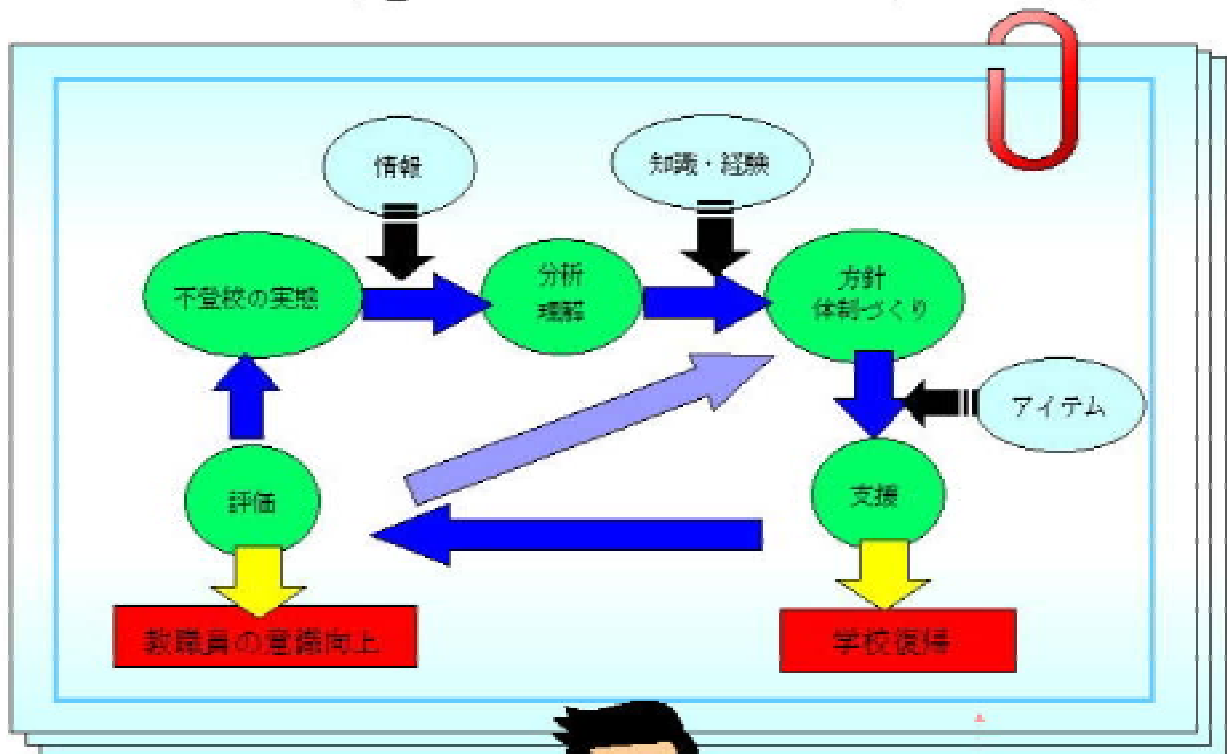 情報
知識・経験
不登校の実態
分析
理解
方針
体制づくり
アイテム
評価
支援
教職員の意識向上
学校復帰